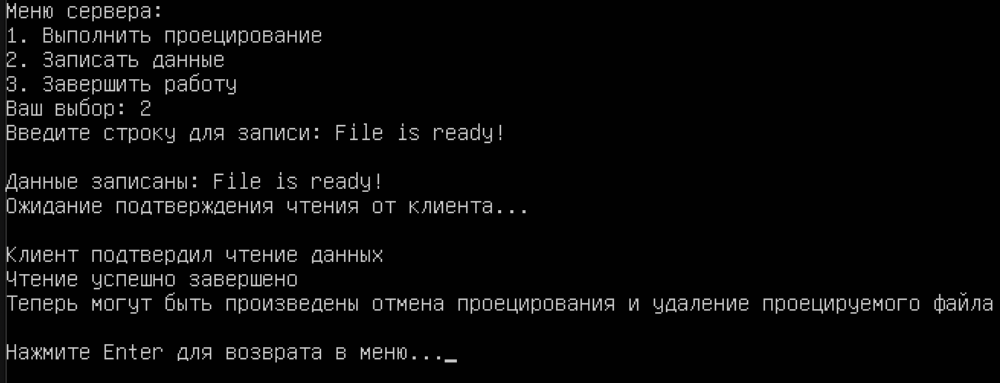 Меню сервера:
1. Выполнить проецирование
2. Записать данные
3. Завершить работу
Ваш выбор: 2
Введите строку для записи: File is ready!
Данные записаны: File is ready!
Ожидание подтверждения чтения от клиента...
Клиент подтвердил чтение данных
Чтение успешно завершено
Теперь могут быть произведены отмена проецирования и удаление проецируемого файла
Нажмите Enter для возврата в меню..._